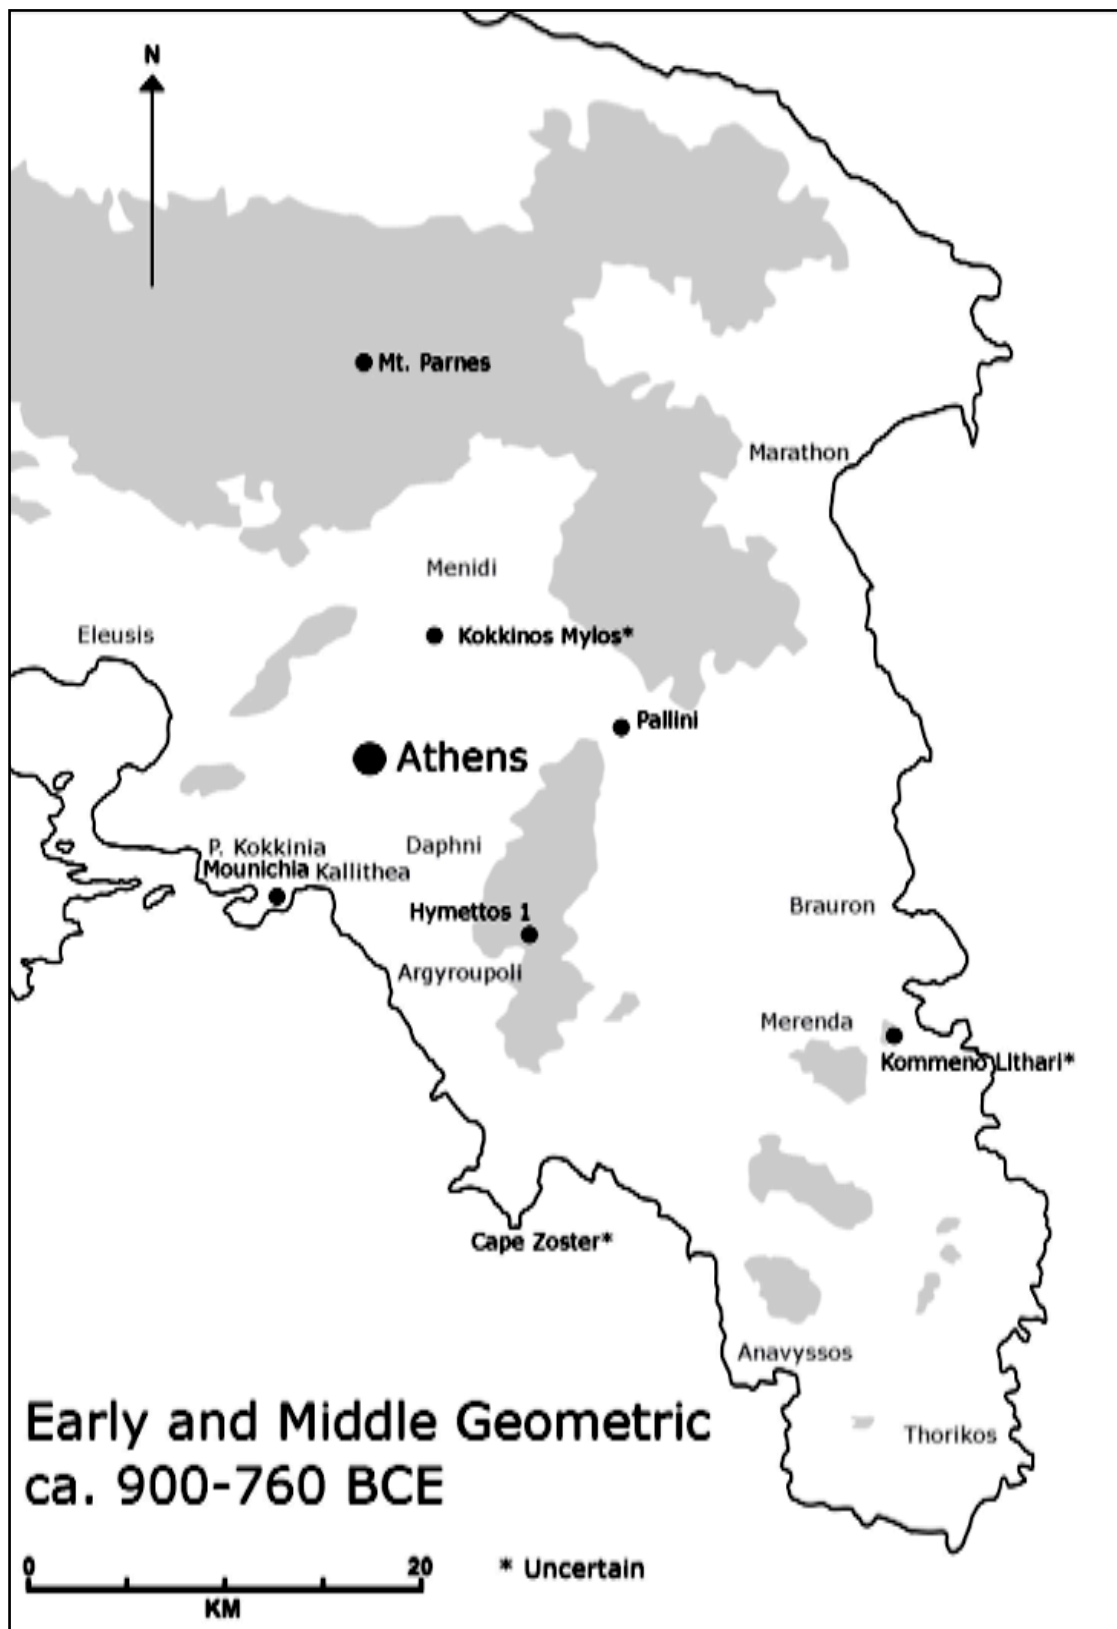 N
Mt. Parnes
Marathon
Menidi
Eleusis
Kokkinos Mylos*
Pallini
Athens
P. Kokkinia
Daphni
Mounichia
Kallithea
Brauron
Hymettos 1
Argyroupoli
Merenda
Kommeno Lithari*
Cape Zoster*
Anavyssos
Early and Middle Geometric
Thorikos
ca. 900-760 BCE
0 20
* Uncertain
KM